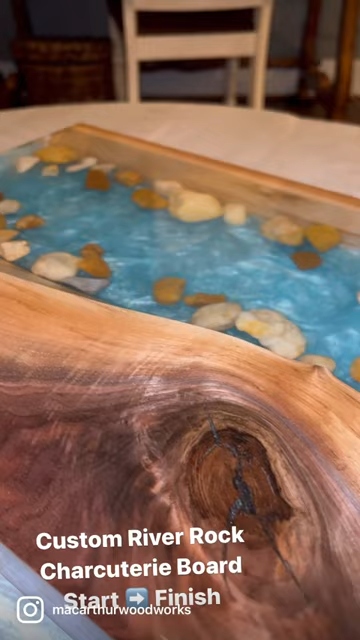 Custom River Rock
Charcuterie Board
Start ➡️ Finish
macarthurwoodworks